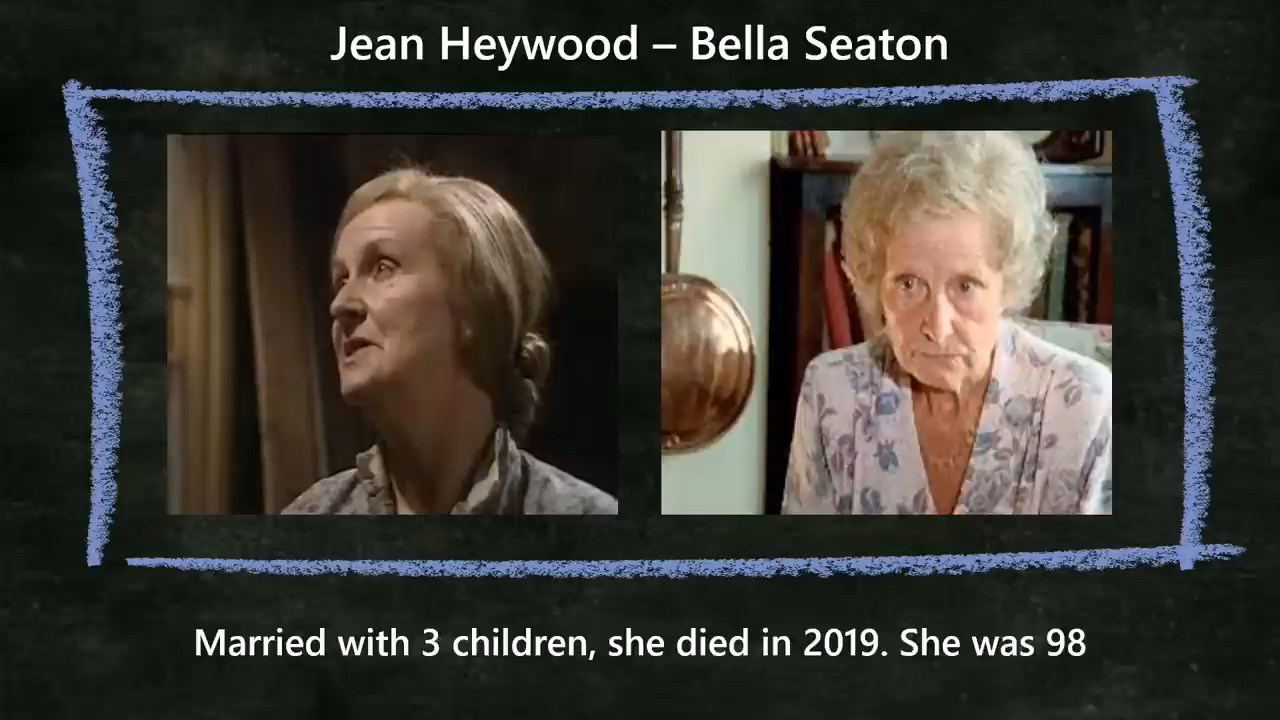 Jean Heywood – Bella Seaton
Married with 3 children, she died in 2019. She was 98